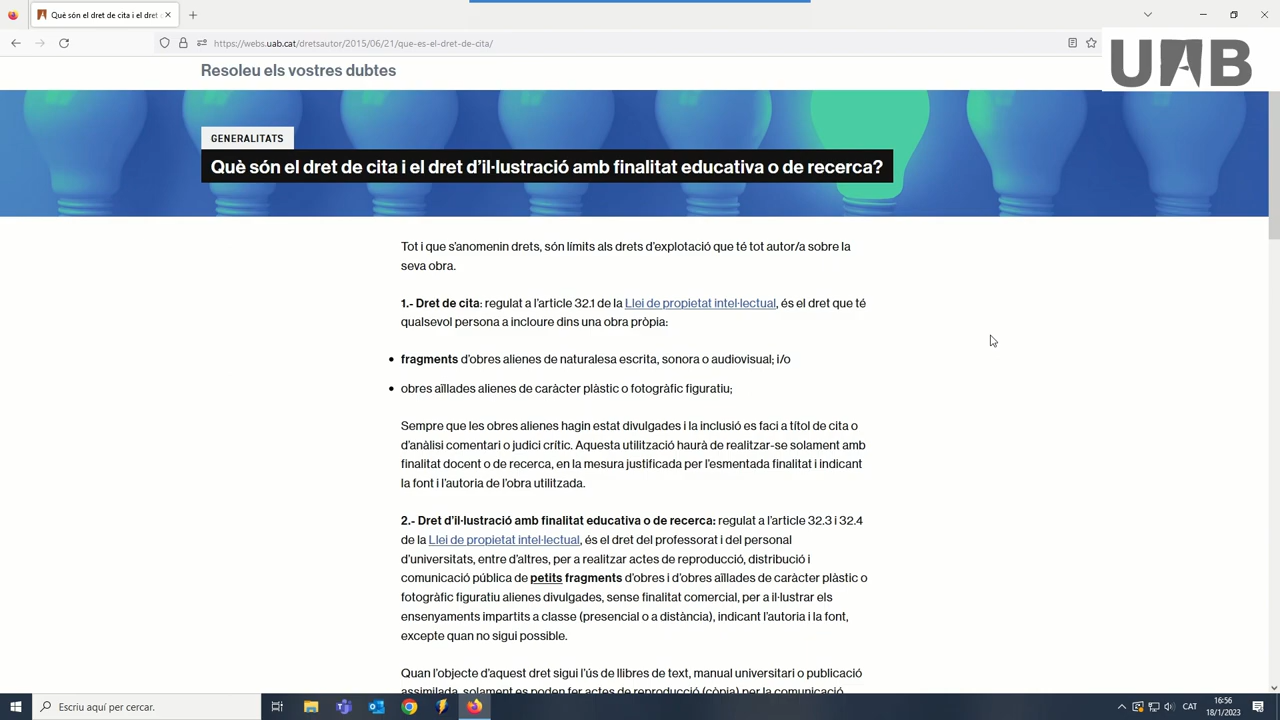 Què són el dret de cita i el dret
https://webs.uab.cat/dretsautor/2015/06/21/que-es-el-dret-de-cita/
UAB
Resoleu els vostres dubtes
GENERALITATS
Què són el dret de cita i el dret d'il·lustració amb finalitat educativa o de recerca?
Tot i que s'anomenin drets, són límits als drets d'explotació que té tot autor/a sobre la
seva obra.
1.- Dret de cita: regulat a l'article 32.1 de la Llei de propietat intel·lectual, és el dret que té
qualsevol persona a incloure dins una obra pròpia:
• fragments d'obres alienes de naturalesa escrita, sonora o audiovisual; i/o
• obres aïllades alienes de caràcter plàstic o fotogràfic figuratiu;
Sempre que les obres alienes hagin estat divulgades i la inclusió es faci a títol de cita o
d'anàlisi comentari o judici crític. Aquesta utilització haurà de realitzar-se solament amb
finalitat docent o de recerca, en la mesura justificada per l'esmentada finalitat i indicant
la font i l'autoria de l'obra utilitzada.
2.- Dret d'il·lustració amb finalitat educativa o de recerca: regulat a l'article 32.3 i 32.4
de la Llei de propietat intel·lectual, és el dret del professorat i del personal
d'universitats, entre d'altres, per a realitzar actes de reproducció, distribució i
comunicació pública de petits fragments d'obres i d'obres aïllades de caràcter plàstic o
fotogràfic figuratiu alienes divulgades, sense finalitat comercial, per a il·lustrar els
ensenyaments impartits a classe (presencial o a distància), indicant l'autoria i la font,
excepte quan no sigui possible.
Quan l'objecte d'aquest dret sigui l'ús de llibres de text, manual universitari o publicació
assimilada, solament es poden fer actes de reproducció (còpia) per la comunicació
Escriu aquí per cercar.
CAT
16:56
18/1/2023